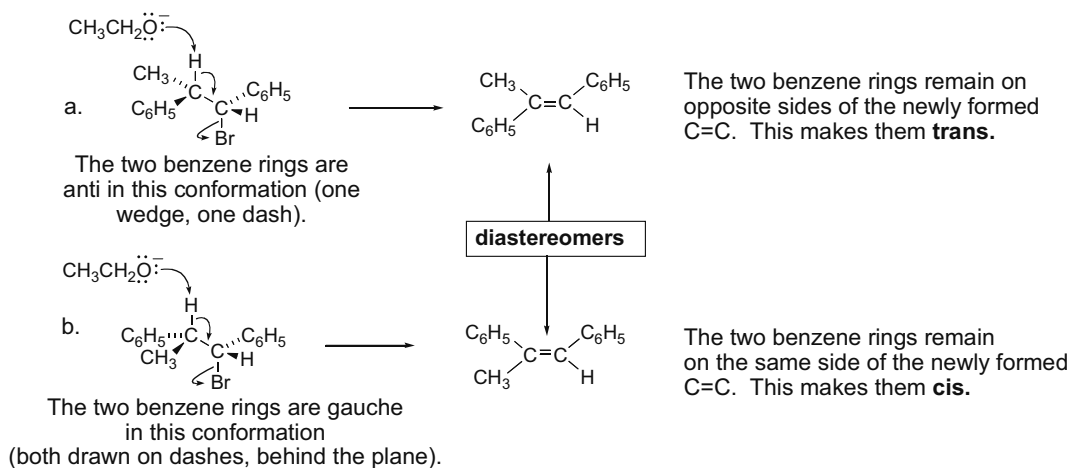 CH₃CH₂O:⁻
H
CH₃ C₆H₅
C
a. C₆H₅ C H
Br
The two benzene rings are
anti in this conformation (one
wedge, one dash).
CH₃ C₆H₅
C=C
C₆H₅ H
The two benzene rings remain on
opposite sides of the newly formed
C=C. This makes them trans.
diastereomers
CH₃CH₂O:⁻
H
b. C₆H₅ C C₆H₅
CH₃ C H
Br
The two benzene rings are gauche
in this conformation
(both drawn on dashes, behind the plane).
C₆H₅ C₆H₅
C=C
CH₃ H
The two benzene rings remain
on the same side of the newly formed
C=C. This makes them cis.